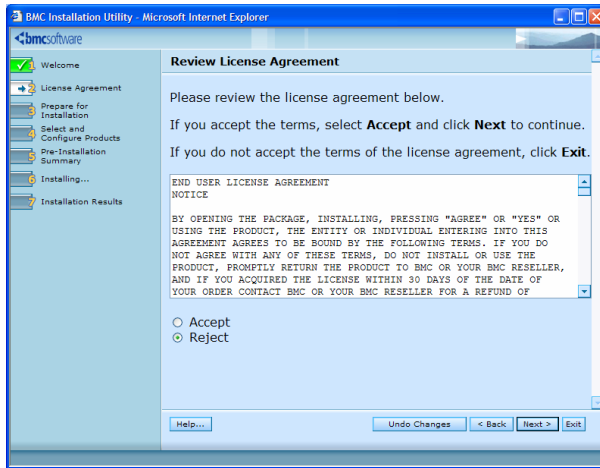 BMC Installation Utility - Microsoft Internet Explorer
bmcsoftware
1 Welcome
2 License Agreement
3 Prepare for
Installation
4 Select and
Configure Products
5 Pre-Installation
Summary
6 Installing...
7 Installation Results
Review License Agreement
Please review the license agreement below.
If you accept the terms, select Accept and click Next to continue.
If you do not accept the terms of the license agreement, click Exit.
END USER LICENSE AGREEMENT
NOTICE
BY OPENING THE PACKAGE, INSTALLING, PRESSING "AGREE" OR "YES" OR
USING THE PRODUCT, THE ENTITY OR INDIVIDUAL ENTERING INTO THIS
AGREEMENT AGREES TO BE BOUND BY THE FOLLOWING TERMS. IF YOU DO
NOT AGREE WITH ANY OF THESE TERMS, DO NOT INSTALL OR USE THE
PRODUCT, PROMPTLY RETURN THE PRODUCT TO BMC OR YOUR BMC RESELLER,
AND IF YOU ACQUIRED THE LICENSE WITHIN 30 DAYS OF THE DATE OF
YOUR ORDER CONTACT BMC OR YOUR BMC RESELLER FOR A REFUND OF
Accept
Reject
Help... Undo Changes < Back Next > Exit